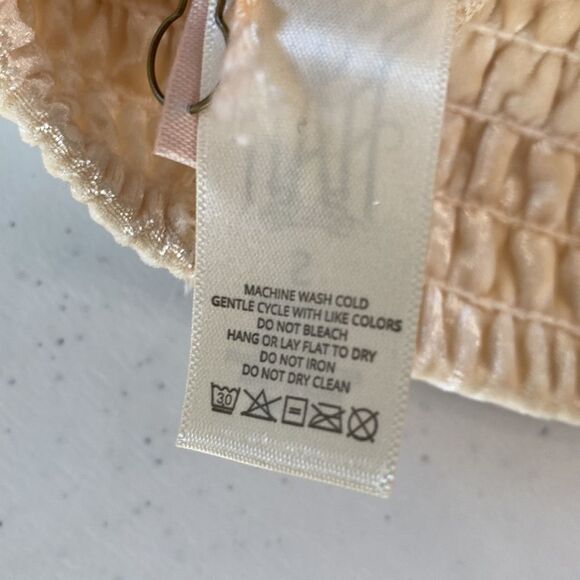 MACHINE WASH COLD
GENTLE CYCLE WITH LIKE COLORS
DO NOT BLEACH
HANG OR LAY FLAT TO DRY
DO NOT IRON
DO NOT DRY CLEAN
30